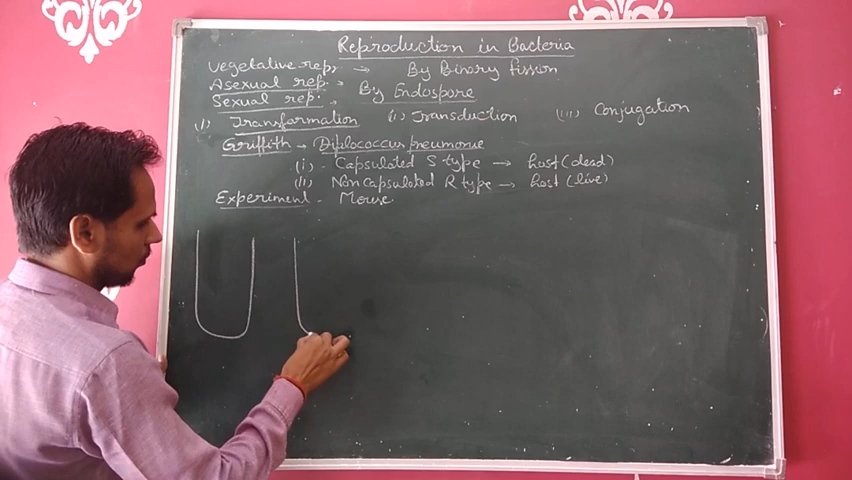 Reproduction in Bacteria
Vegetative rep, → By Binary fission
Asexual rep. , By Endospore
Sexual rep. ,
(i) Transformation (ii) Transduction (iii) Conjugation
Griffith → Diplococcus pneumoniae
(i) - Capsulated S type → host (dead)
(ii) Non capsulated R type → host (live)
Experiment - Mouse